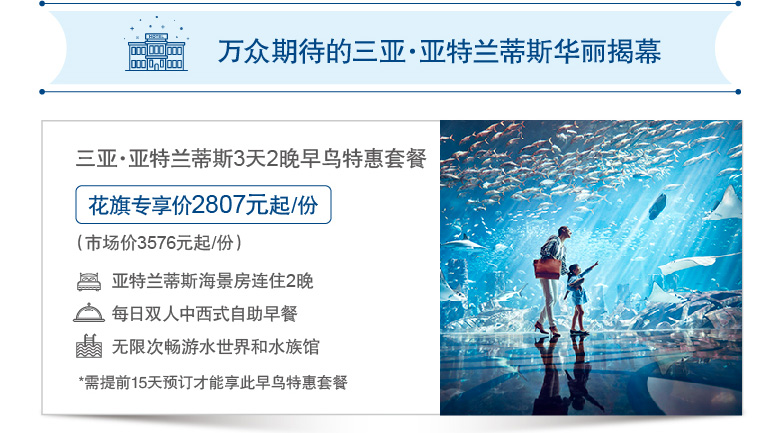 HOTEL
万众期待的三亚·亚特兰蒂斯华丽揭幕
三亚·亚特兰蒂斯3天2晚早鸟特惠套餐
花旗专享价2807元起/份
(市场价3576元起/份)
亚特兰蒂斯海景房连住2晚
每日双人中西式自助早餐
无限次畅游水世界和水族馆
*需提前15天预订才能享此早鸟特惠套餐